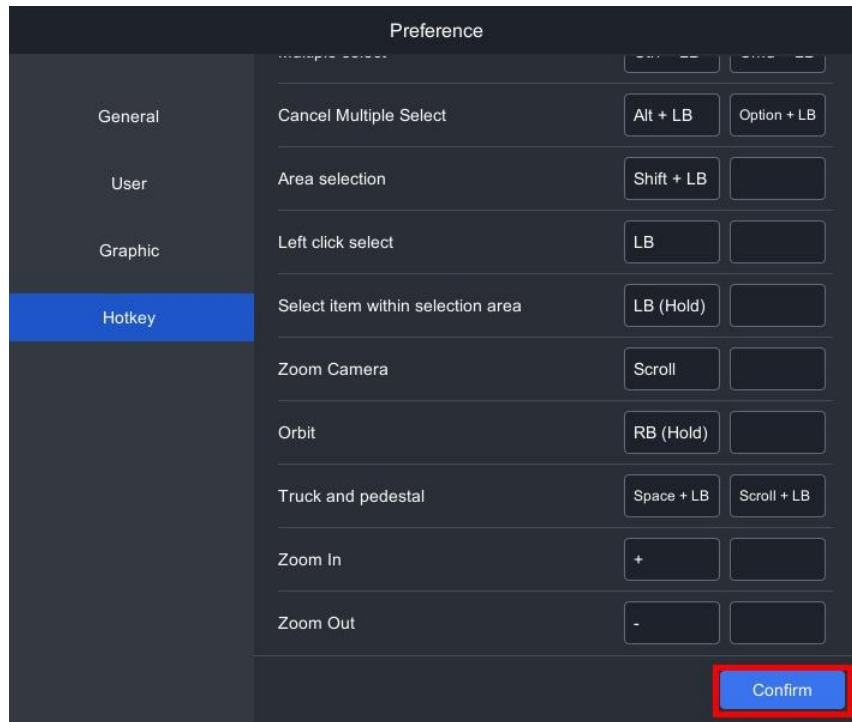 Preference
General
User
Graphic
Hotkey
Cancel Multiple Select Alt + LB Option + LB
Area selection Shift + LB
Left click select LB
Select item within selection area LB (Hold)
Zoom Camera Scroll
Orbit RB (Hold)
Truck and pedestal Space + LB Scroll + LB
Zoom In +
Zoom Out -
Confirm